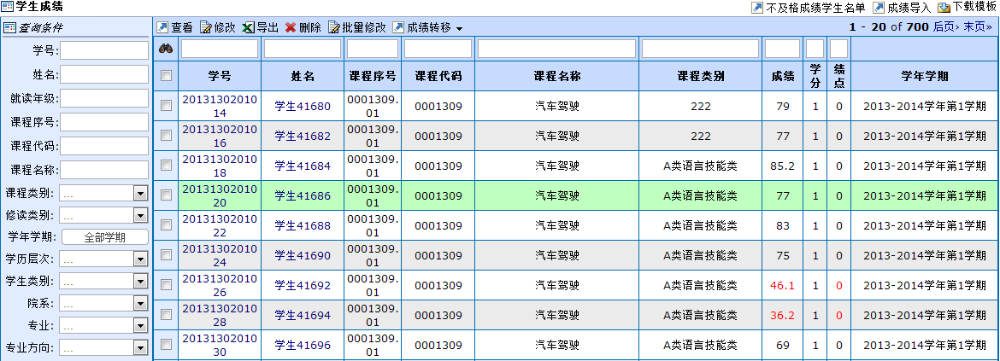 学生成绩
不及格成绩学生名单 成绩导入 下载模板
查询条件
学号:
姓名:
就读年级:
课程序号:
课程代码:
课程名称:
课程类别: ...
修读类别: ...
学年学期: 全部学期
学历层次: ...
学生类别: ...
院系: ...
专业: ...
专业方向: ...
查看 修改 导出 删除 批量修改 成绩转移 1 - 20 of 700 后页› 末页»
学号 姓名 课程序号 课程代码 课程名称 课程类别 成绩 学分 绩点 学年学期
2013130201014 学生41680 0001309.01 0001309 汽车驾驶 222 79 1 0 2013-2014学年第1学期
2013130201016 学生41682 0001309.01 0001309 汽车驾驶 222 77 1 0 2013-2014学年第1学期
2013130201018 学生41684 0001309.01 0001309 汽车驾驶 A类语言技能类 85.2 1 0 2013-2014学年第1学期
2013130201020 学生41686 0001309.01 0001309 汽车驾驶 A类语言技能类 77 1 0 2013-2014学年第1学期
2013130201022 学生41688 0001309.01 0001309 汽车驾驶 A类语言技能类 83 1 0 2013-2014学年第1学期
2013130201024 学生41690 0001309.01 0001309 汽车驾驶 A类语言技能类 75 1 0 2013-2014学年第1学期
2013130201026 学生41692 0001309.01 0001309 汽车驾驶 A类语言技能类 46.1 1 0 2013-2014学年第1学期
2013130201028 学生41694 0001309.01 0001309 汽车驾驶 A类语言技能类 36.2 1 0 2013-2014学年第1学期
2013130201030 学生41696 0001309.01 0001309 汽车驾驶 A类语言技能类 69 1 0 2013-2014学年第1学期